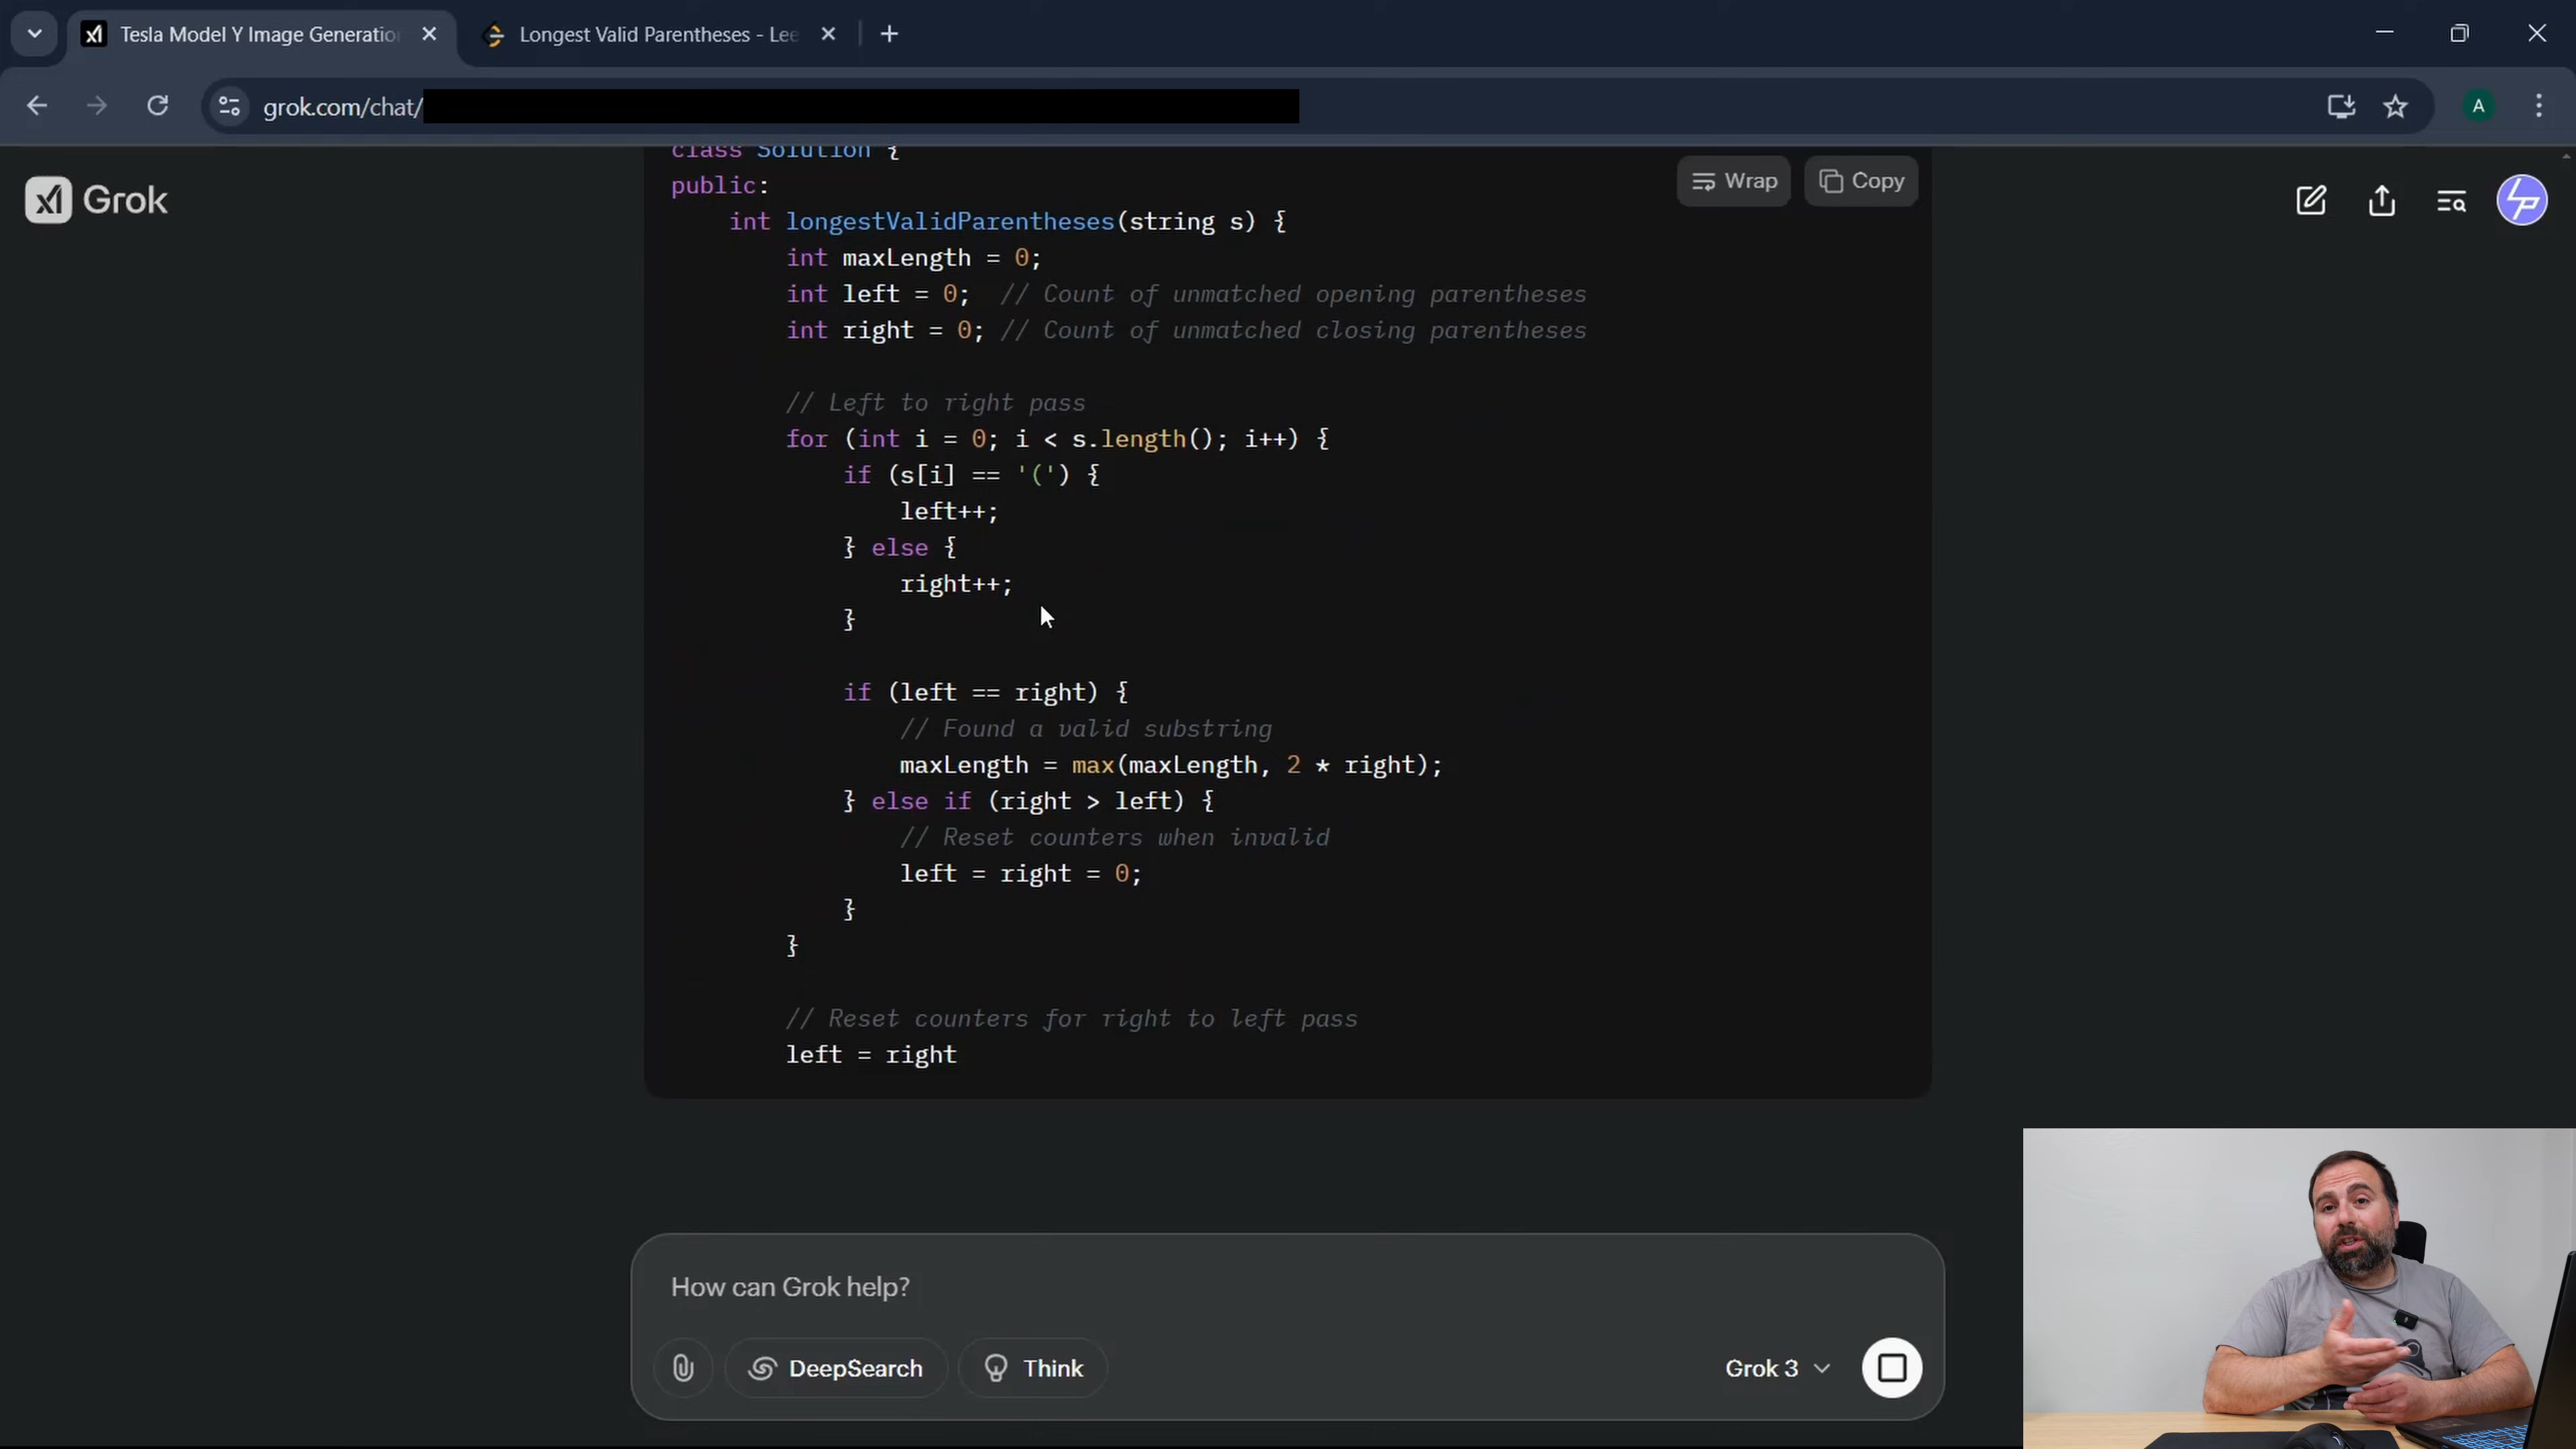 Tesla Model Y Image Generatio
Longest Valid Parentheses - Lee
grok.com/chat/
A
Grok
Wrap
Copy
class Solution {
public:
int longestValidParentheses(string s) {
int maxLength = 0;
int left = 0; // Count of unmatched opening parentheses
int right = 0; // Count of unmatched closing parentheses
// Left to right pass
for (int i = 0; i < s.length(); i++) {
if (s[i] == '(') {
left++;
} else {
right++;
}
if (left == right) {
// Found a valid substring
maxLength = max(maxLength, 2 * right);
} else if (right > left) {
// Reset counters when invalid
left = right = 0;
}
}
// Reset counters for right to left pass
left = right
How can Grok help?
DeepSearch
Think
Grok 3